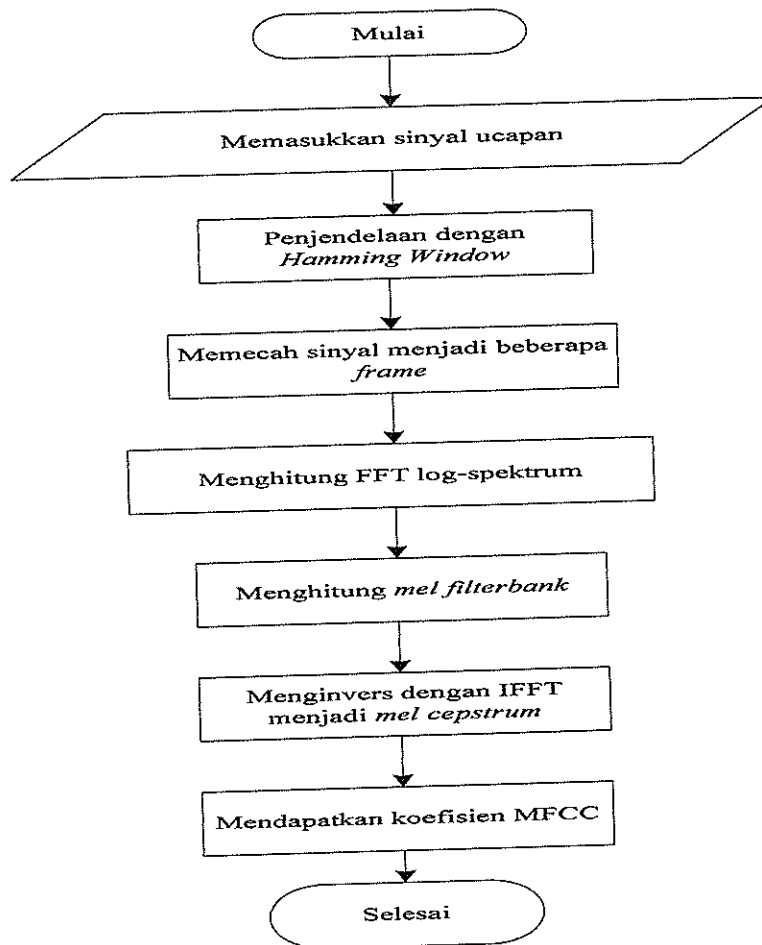 Mulai
Memasukkan sinyal ucapan
Penjendelaan dengan
Hamming Window
Memecah sinyal menjadi beberapa
frame
Menghitung FFT log-spektrum
Menghitung mel filterbank
Menginvers dengan IFFT
menjadi mel cepstrum
Mendapatkan koefisien MFCC
Selesai